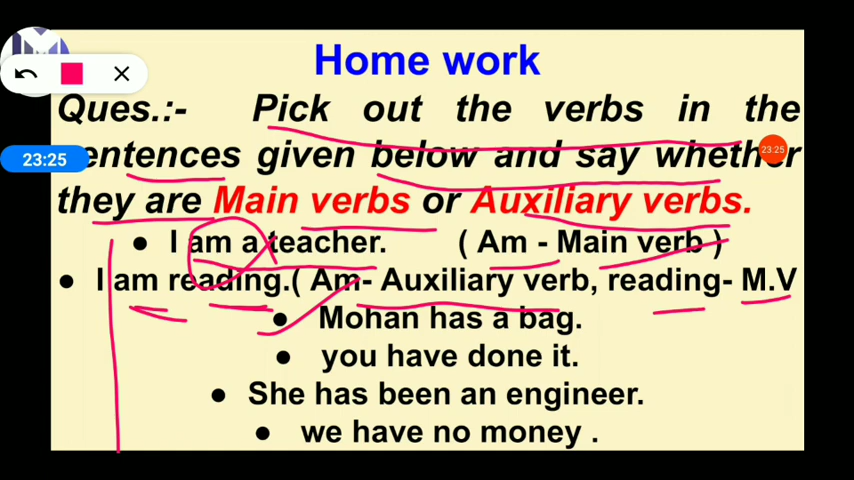 Home work
Ques.:- Pick out the verbs in the
23:25
sentences given below and say whether
23:25
they are Main verbs or Auxiliary verbs.
● I am a teacher. ( Am - Main verb )
● I am reading.( Am- Auxiliary verb, reading- M.V
● Mohan has a bag.
● you have done it.
● She has been an engineer.
● we have no money .